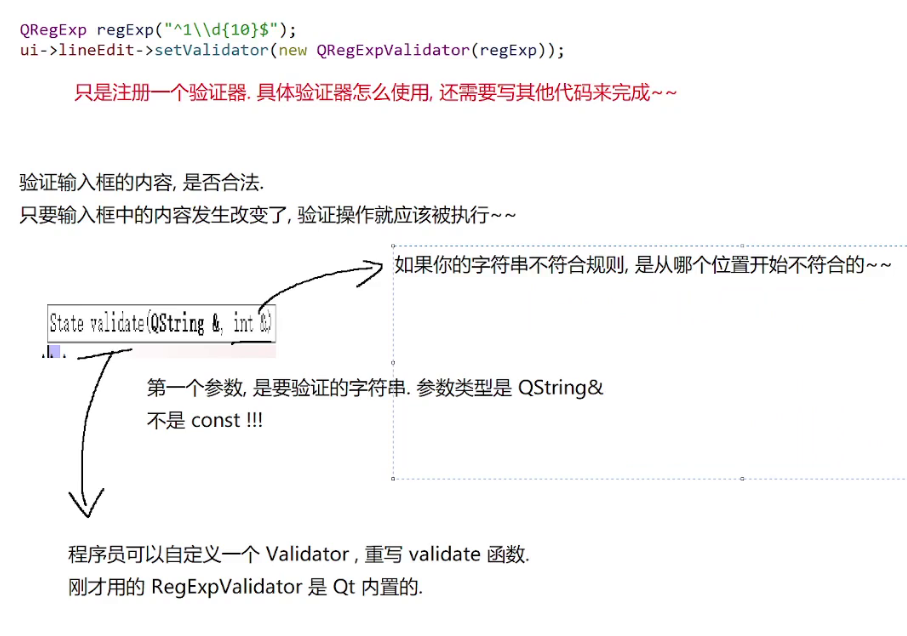 QRegExp regExp("^1\\d{10}$");
ui->lineEdit->setValidator(new QRegExpValidator(regExp));
只是注册一个验证器. 具体验证器怎么使用, 还需要写其他代码来完成~~
验证输入框的内容, 是否合法.
只要输入框中的内容发生改变了, 验证操作就应该被执行~~
如果你的字符串不符合规则, 是从哪个位置开始不符合的~~
State validate(QString &, int &)
第一个参数, 是要验证的字符串. 参数类型是 QString&
不是 const !!!
程序员可以自定义一个 Validator , 重写 validate 函数.
刚才用的 RegExpValidator 是 Qt 内置的.